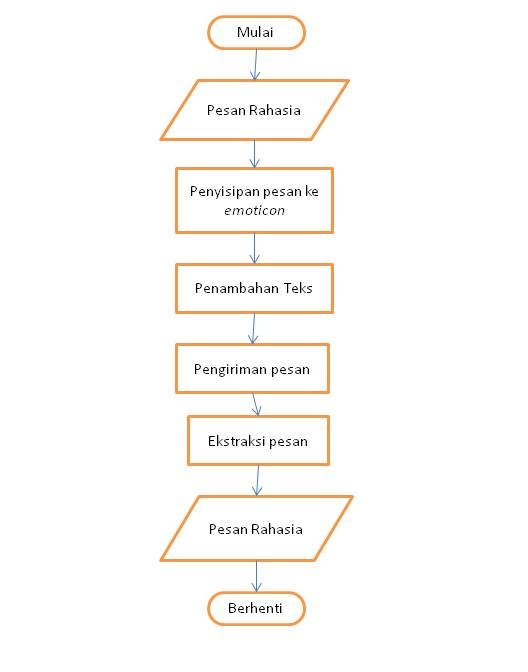 Mulai
Pesan Rahasia
Penyisipan pesan ke
emoticon
Penambahan Teks
Pengiriman pesan
Ekstraksi pesan
Pesan Rahasia
Berhenti